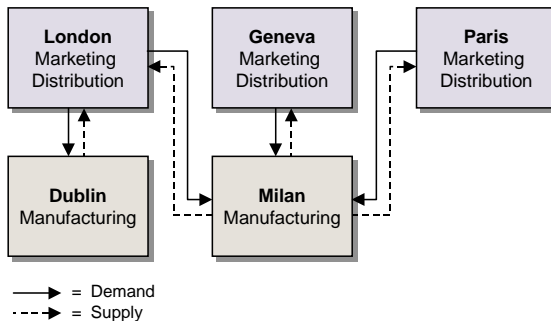 London
Marketing
Distribution
Geneva
Marketing
Distribution
Paris
Marketing
Distribution
Dublin
Manufacturing
Milan
Manufacturing
= Demand
= Supply